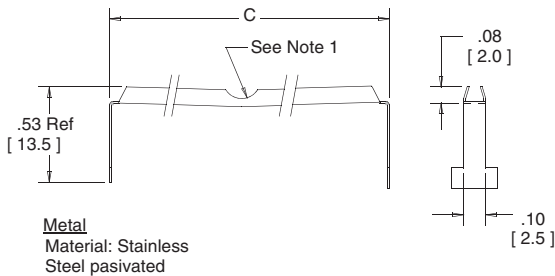 C
See Note 1
.08
[ 2.0 ]
.53 Ref
[ 13.5 ]
.10
[ 2.5 ]
Metal
Material: Stainless
Steel pasivated